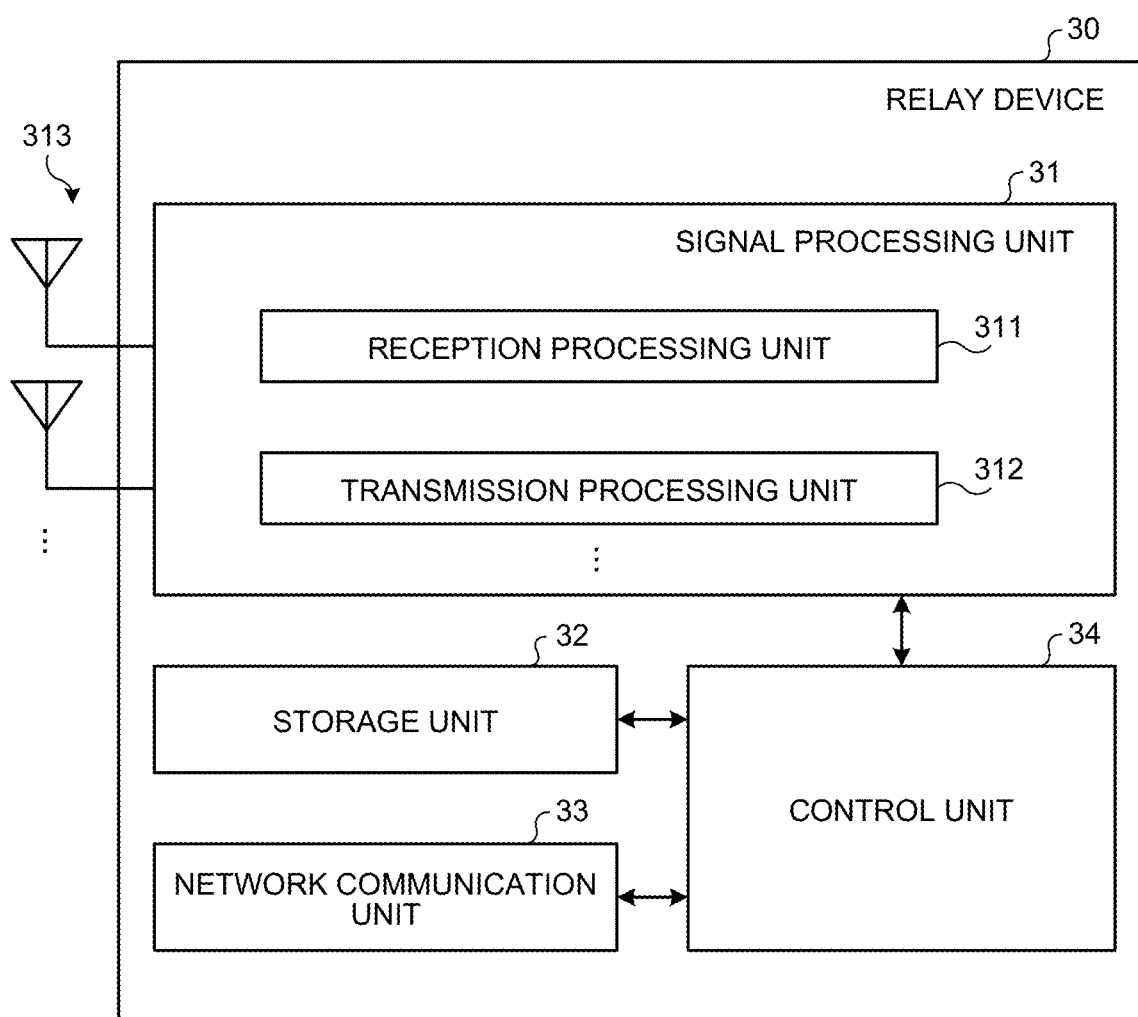 30
RELAY DEVICE
313
31
SIGNAL PROCESSING UNIT
RECEPTION PROCESSING UNIT
311
TRANSMISSION PROCESSING UNIT
312
...
...
32
STORAGE UNIT
34
CONTROL UNIT
33
NETWORK COMMUNICATION
UNIT